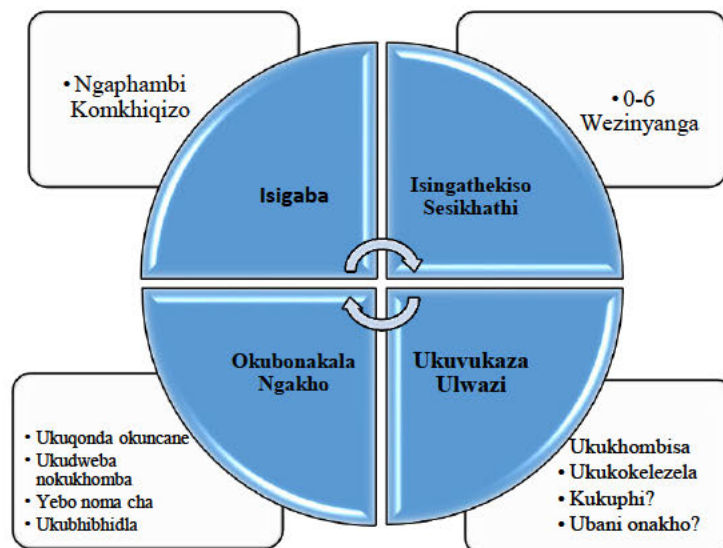 • Ngaphambi
Komkhiqizo
• 0-6
Wezinyanga
Isigaba
Isingathekiso
Sesikhathi
Okubonakala
Ngakho
Ukuvukaza
Ulwazi
• Ukuqonda okuncane
• Ukudweba
nokukhomba
• Yebo noma cha
• Ukubhibhidla
Ukukhombisa
• Ukukokelezela
• Kukuphi?
• Ubani onakho?